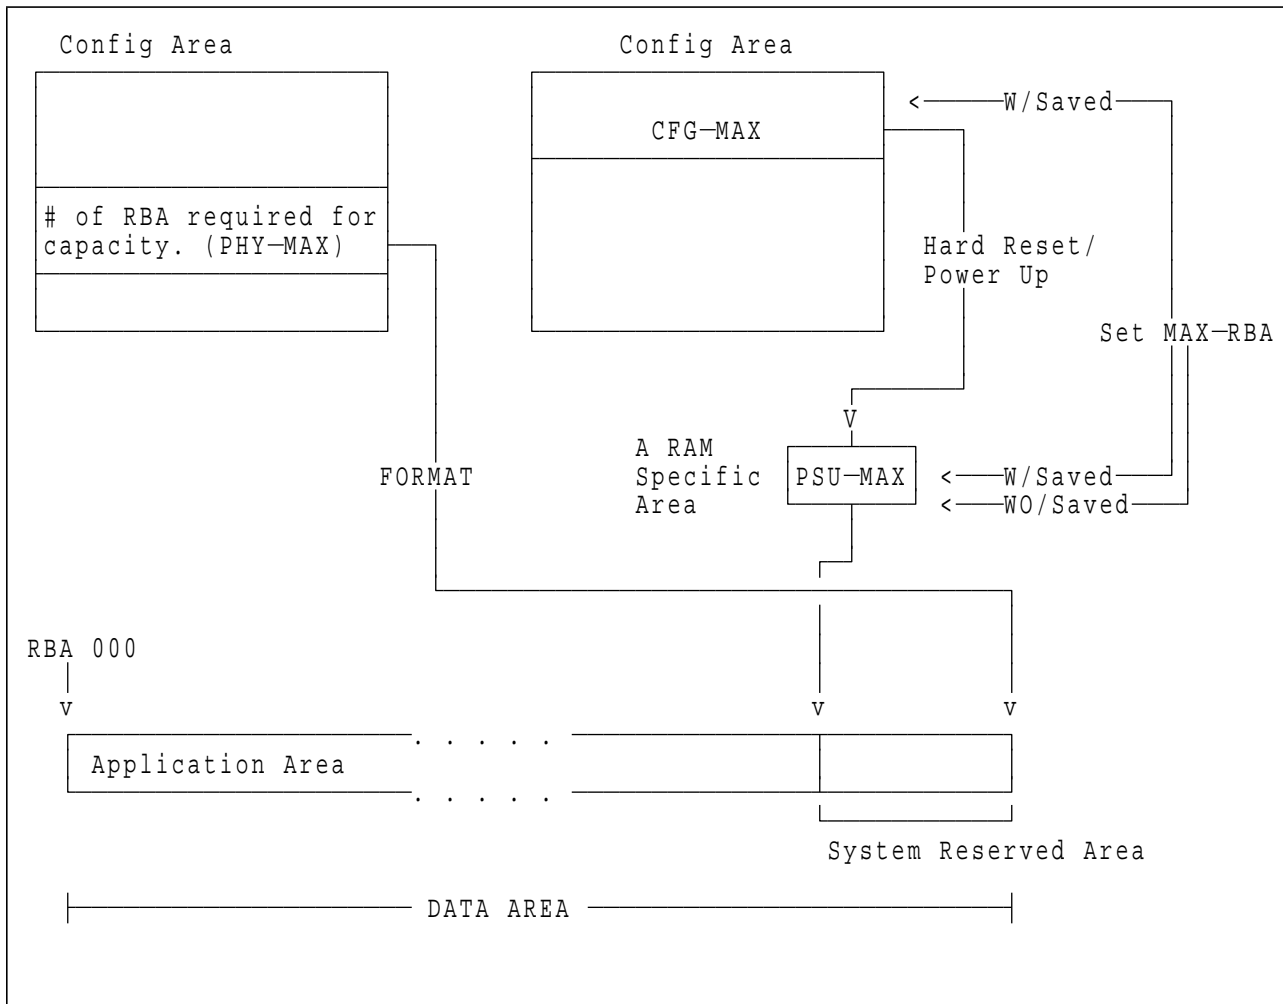 Config Area
Config Area
<———W/Saved
CFG—MAX
# of RBA required for
capacity. (PHY—MAX)
Hard Reset/
Power Up
Set MAX—RBA
V
A RAM
Specific
Area
PSU—MAX
<——W/Saved
<——WO/Saved
FORMAT
RBA 000
v
v
v
. . . . .
Application Area
. . . . .
System Reserved Area
DATA AREA